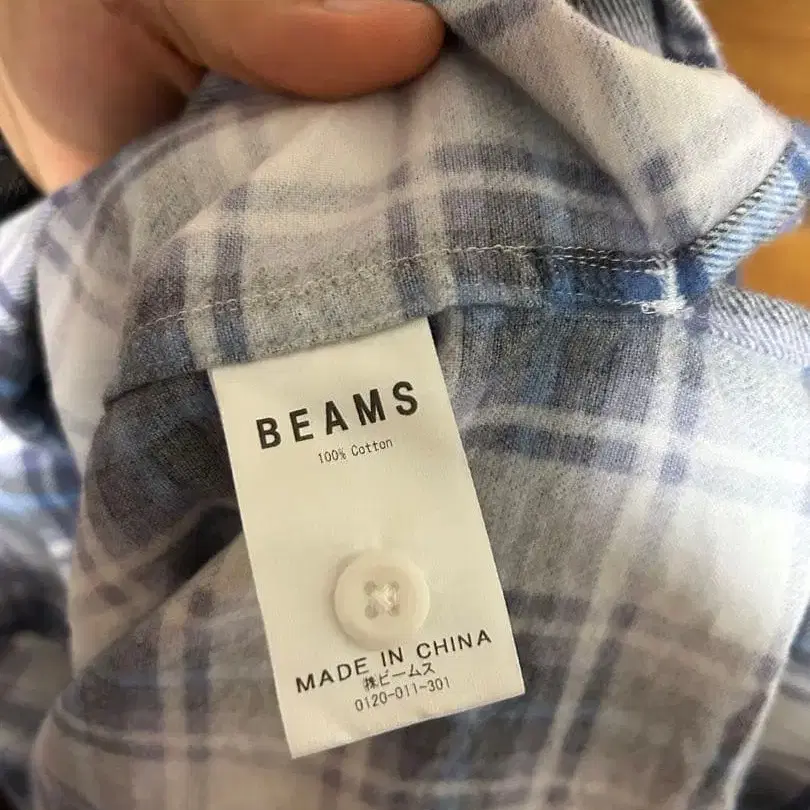 BEAMS
100% Cotton
MADE IN CHINA
㈱ビームス
0120-011-301